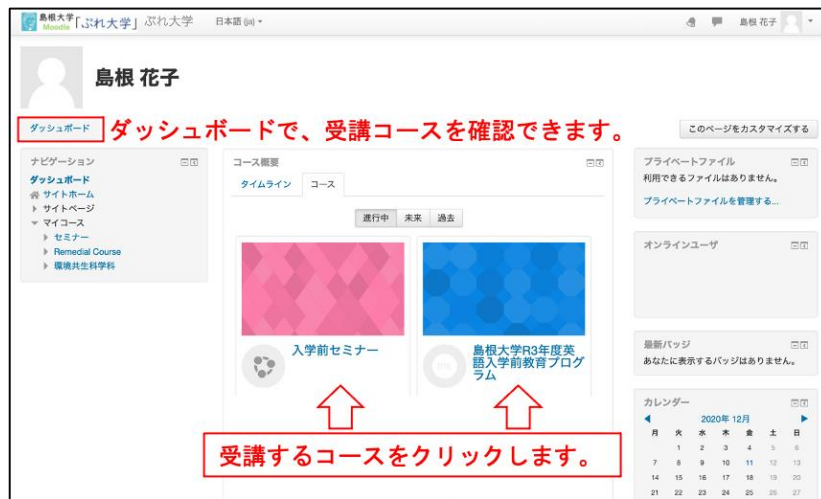 島根大学 Moodle 「ぷれ大学」 ぷれ大学 日本語 (ja) 島根 花子
島根 花子
ダッシュボード ダッシュボードで、受講コースを確認できます。 このページをカスタマイズする
ナビゲーション
ダッシュボード
サイトホーム
サイトページ
マイコース
セミナー
Remedial Course
環境共生科学科
コース概要
タイムライン コース
進行中 未来 過去
入学前セミナー
島根大学R3年度英
語入学前教育プログ
ラム
受講するコースをクリックします。
プライベートファイル
利用できるファイルはありません。
プライベートファイルを管理する...
オンラインユーザ
最新バッジ
あなたに表示するバッジはありません。
カレンダー
2020年 12月
月 火 水 木 金 土 日
1 2 3 4 5 6
7 8 9 10 11 12 13
14 15 16 17 18 19 20
21 22 23 24 25 26 27